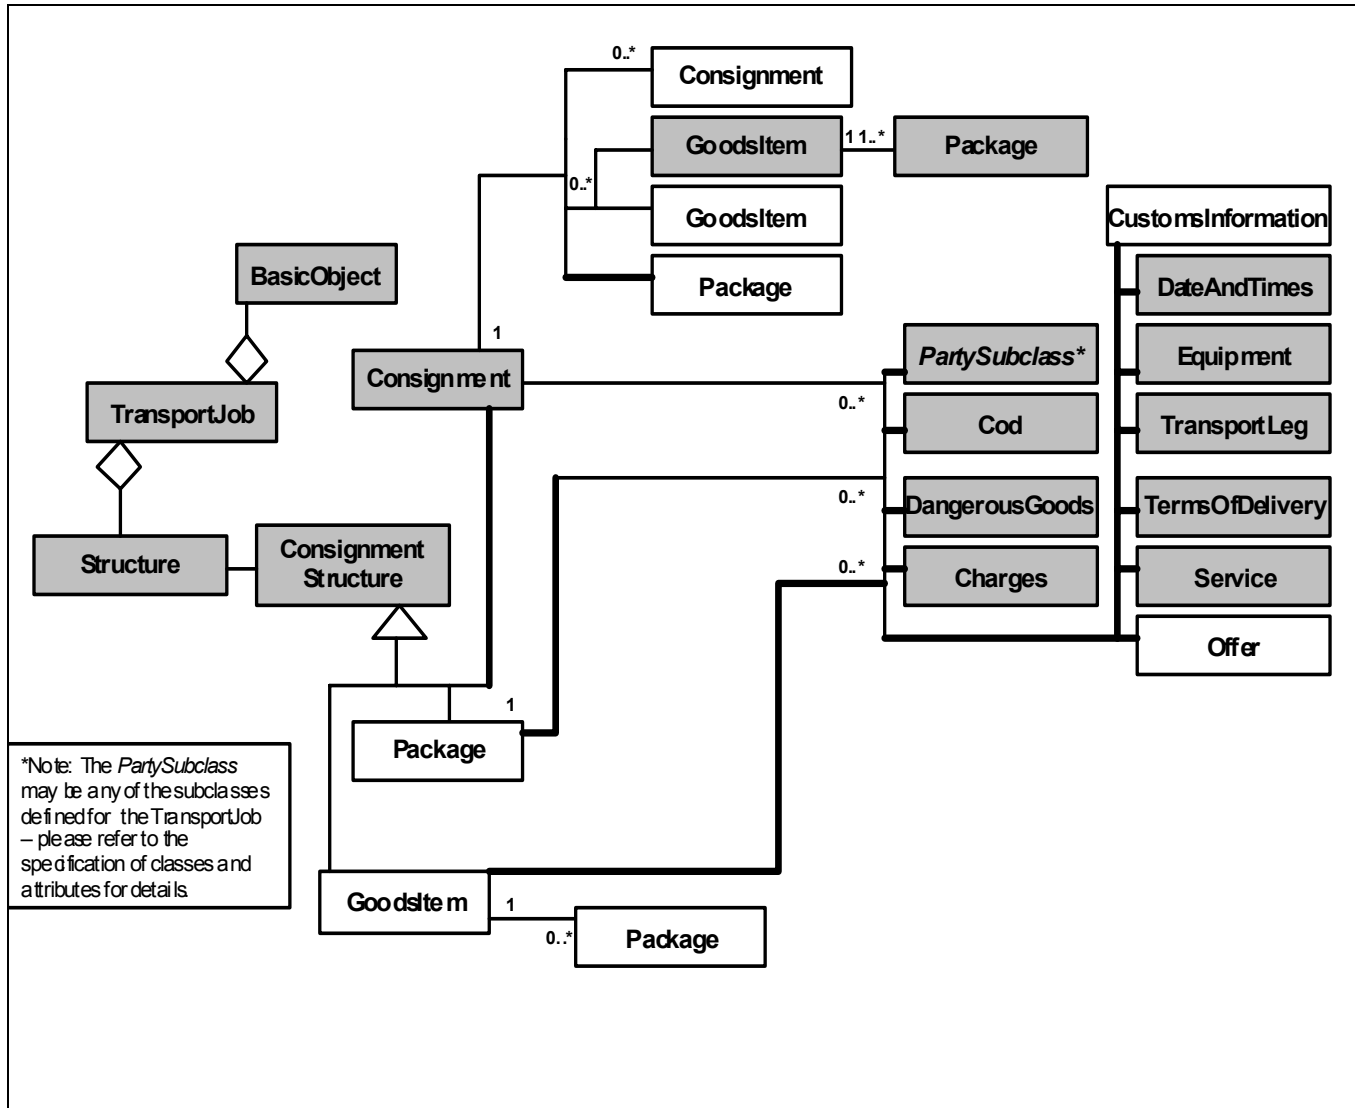 0..*
Consignment
GoodsItem
1 1..*
Package
0..*
GoodsItem
CustomsInformation
BasicObject
Package
DateAndTimes
1
Consignment
PartySubclass*
Equipment
TransportJob
0..*
Cod
TransportLeg
0..*
DangerousGoods
TermsOfDelivery
Structure
Consignment
Structure
0..*
Charges
Service
Offer
1
Package
*Note: The PartySubclass
may be any of the subclasses
defined for the TransportJob
– please refer to the
specification of classes and
attributes for details.
GoodsItem
1
0..*
Package